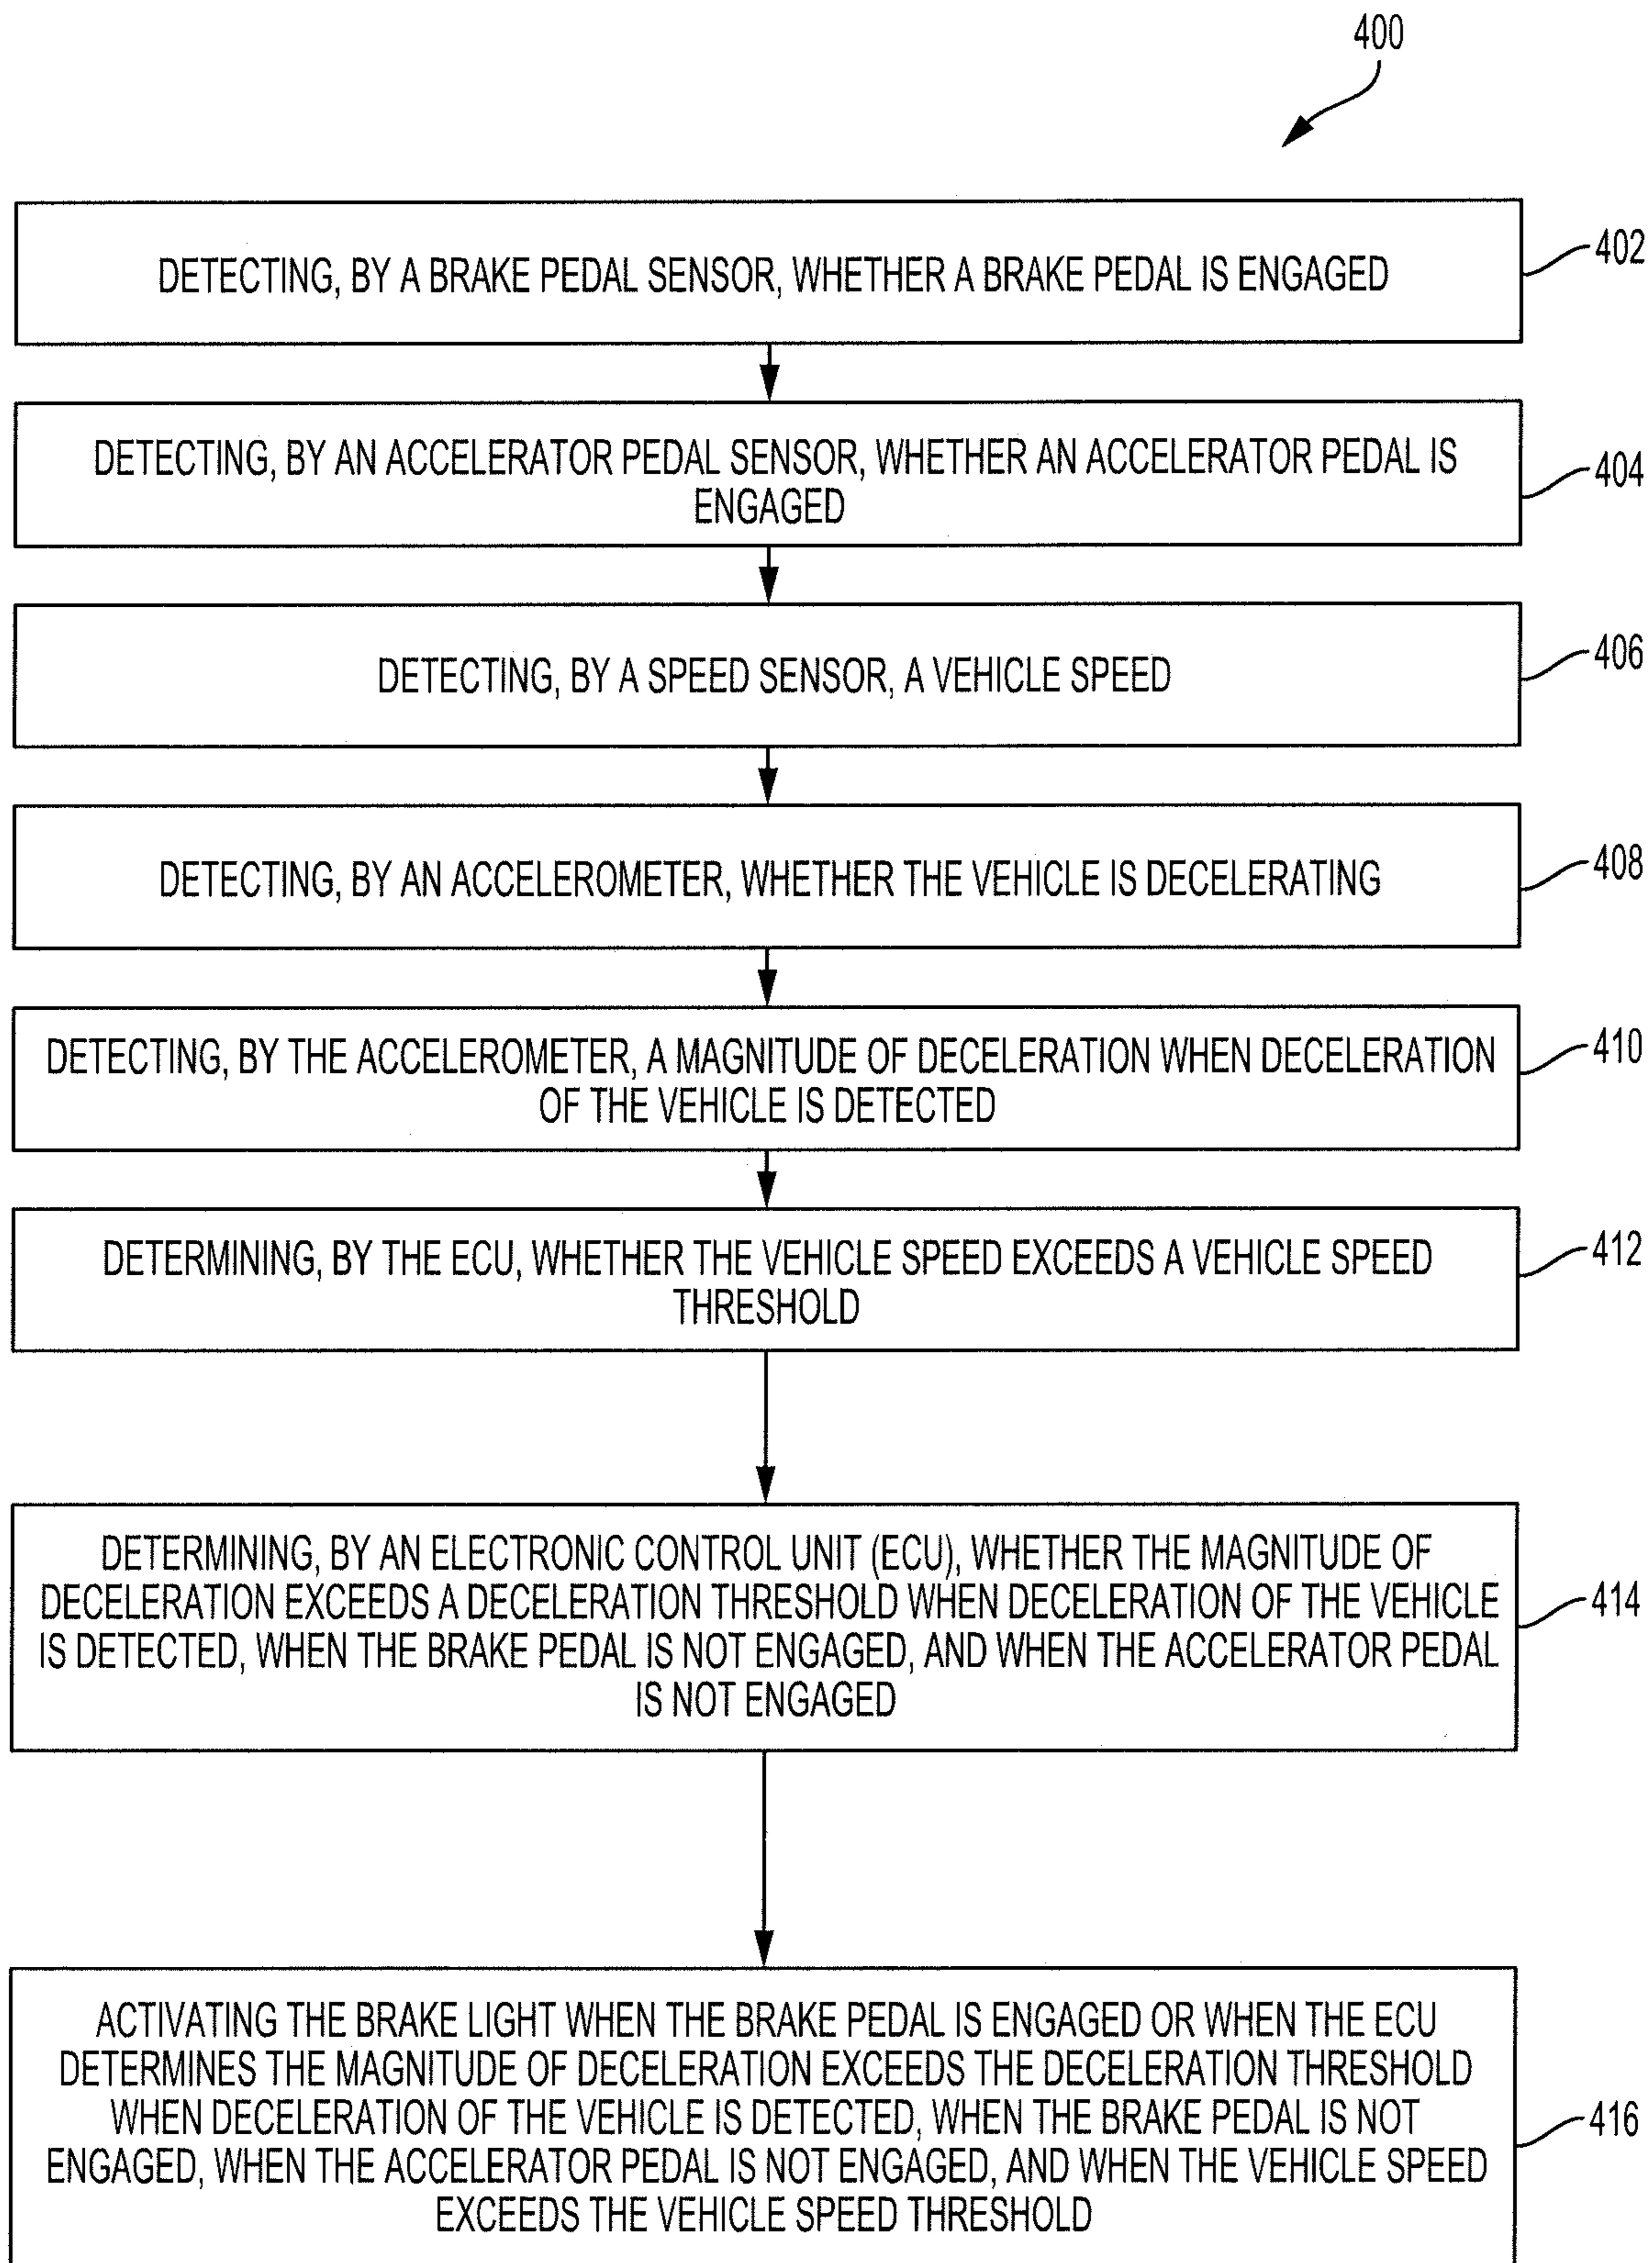 400
DETECTING, BY A BRAKE PEDAL SENSOR, WHETHER A BRAKE PEDAL IS ENGAGED
402
DETECTING, BY AN ACCELERATOR PEDAL SENSOR, WHETHER AN ACCELERATOR PEDAL IS
ENGAGED
404
DETECTING, BY A SPEED SENSOR, A VEHICLE SPEED
406
DETECTING, BY AN ACCELEROMETER, WHETHER THE VEHICLE IS DECELERATING
408
DETECTING, BY THE ACCELEROMETER, A MAGNITUDE OF DECELERATION WHEN DECELERATION
OF THE VEHICLE IS DETECTED
410
DETERMINING, BY THE ECU, WHETHER THE VEHICLE SPEED EXCEEDS A VEHICLE SPEED
THRESHOLD
412
DETERMINING, BY AN ELECTRONIC CONTROL UNIT (ECU), WHETHER THE MAGNITUDE OF
DECELERATION EXCEEDS A DECELERATION THRESHOLD WHEN DECELERATION OF THE VEHICLE
IS DETECTED, WHEN THE BRAKE PEDAL IS NOT ENGAGED, AND WHEN THE ACCELERATOR PEDAL
IS NOT ENGAGED
414
ACTIVATING THE BRAKE LIGHT WHEN THE BRAKE PEDAL IS ENGAGED OR WHEN THE ECU
DETERMINES THE MAGNITUDE OF DECELERATION EXCEEDS THE DECELERATION THRESHOLD
WHEN DECELERATION OF THE VEHICLE IS DETECTED, WHEN THE BRAKE PEDAL IS NOT
ENGAGED, WHEN THE ACCELERATOR PEDAL IS NOT ENGAGED, AND WHEN THE VEHICLE SPEED
EXCEEDS THE VEHICLE SPEED THRESHOLD
416